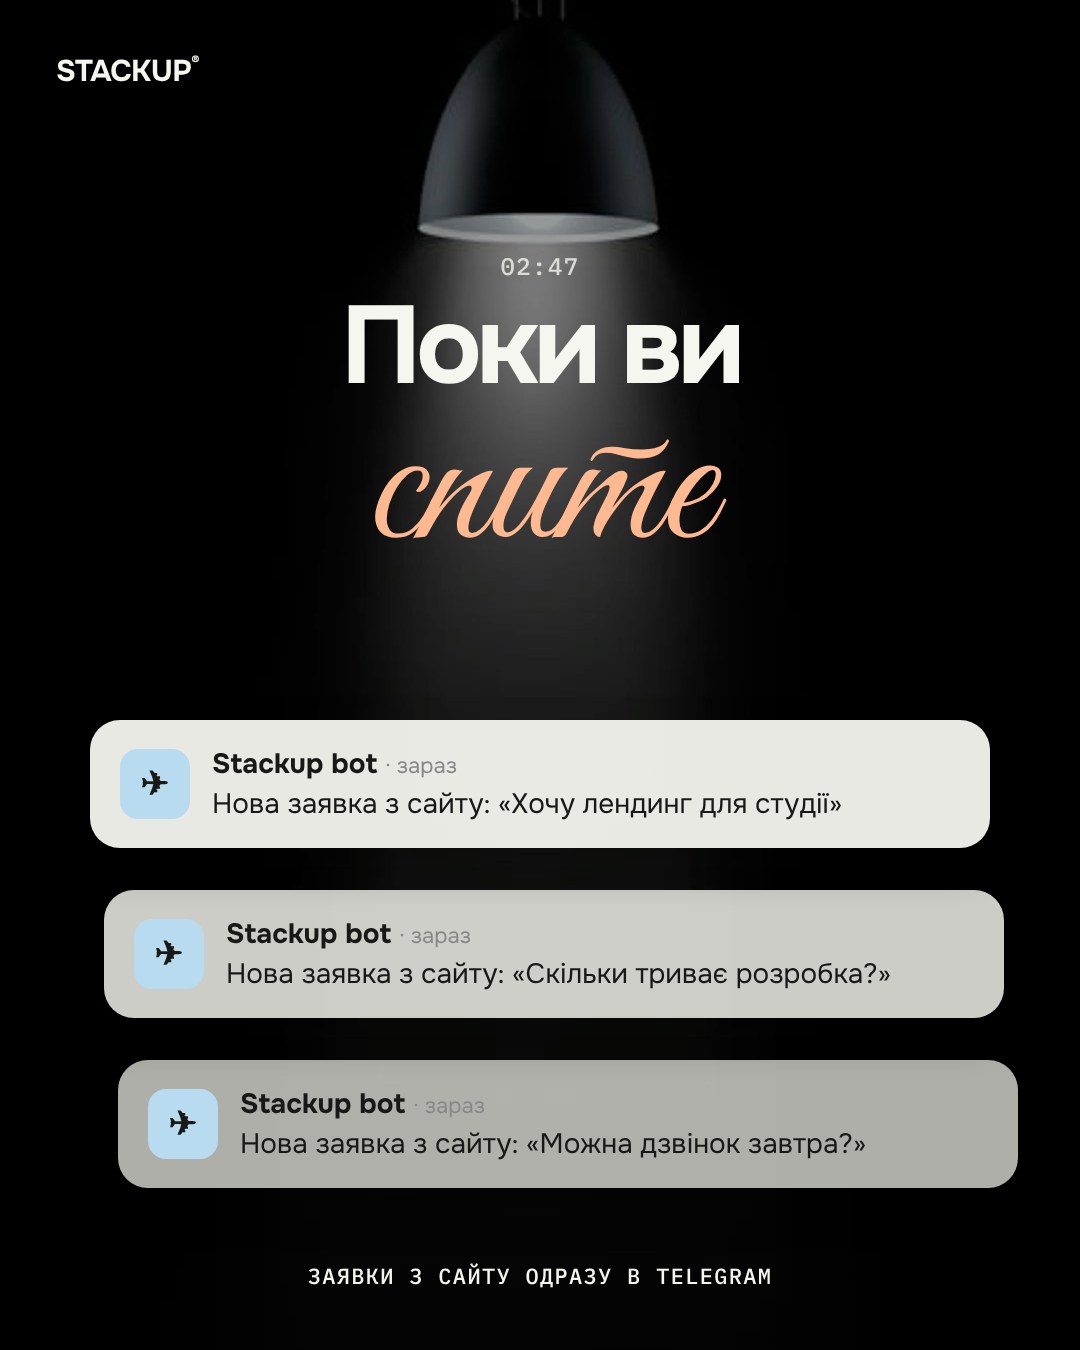 STACKUP®
02:47
Поки ви
спите
Stackup bot · зараз
Нова заявка з сайту: «Хочу лендинг для студії»
Stackup bot · зараз
Нова заявка з сайту: «Скільки триває розробка?»
Stackup bot · зараз
Нова заявка з сайту: «Можна дзвінок завтра?»
ЗАЯВКИ З САЙТУ ОДРАЗУ В TELEGRAM